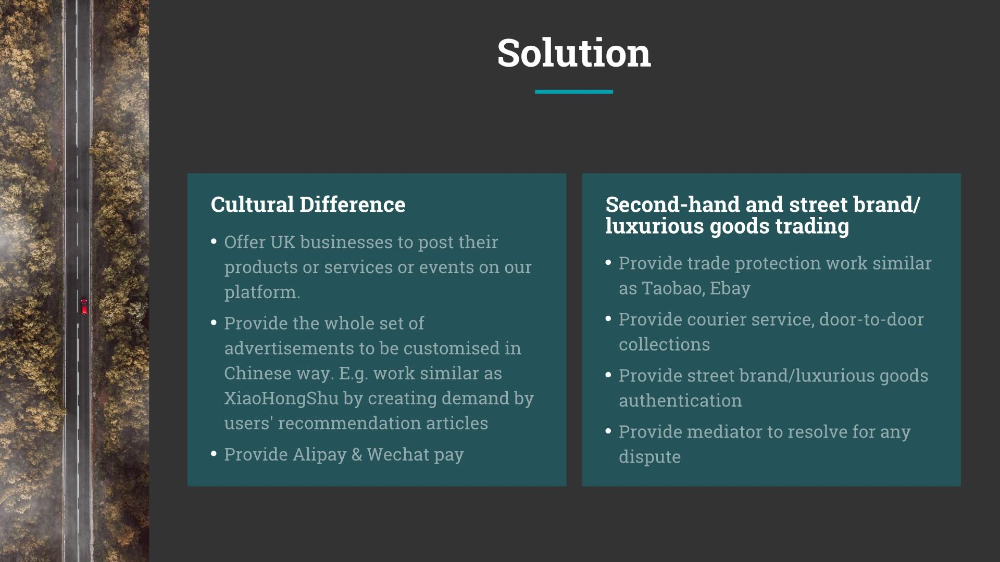 Solution
Cultural Difference
• Offer UK businesses to post their
products or services or events on our
platform.
• Provide the whole set of
advertisements to be customised in
Chinese way. E.g. work similar as
XiaoHongShu by creating demand by
users' recommendation articles
• Provide Alipay & Wechat pay
Second-hand and street brand/
luxurious goods trading
• Provide trade protection work similar
as Taobao, Ebay
• Provide courier service, door-to-door
collections
• Provide street brand/luxurious goods
authentication
• Provide mediator to resolve for any
dispute